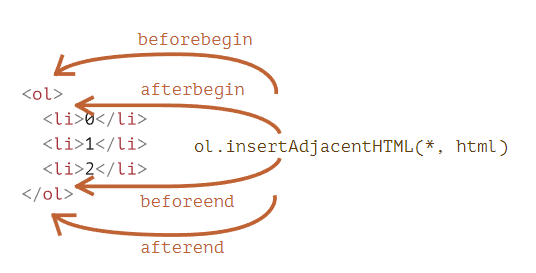 beforebegin
<ol>
afterbegin
<li>0</li>
<li>1</li>
ol.insertAdjacentHTML(*, html)
<li>2</li>
</ol>
beforeend
afterend